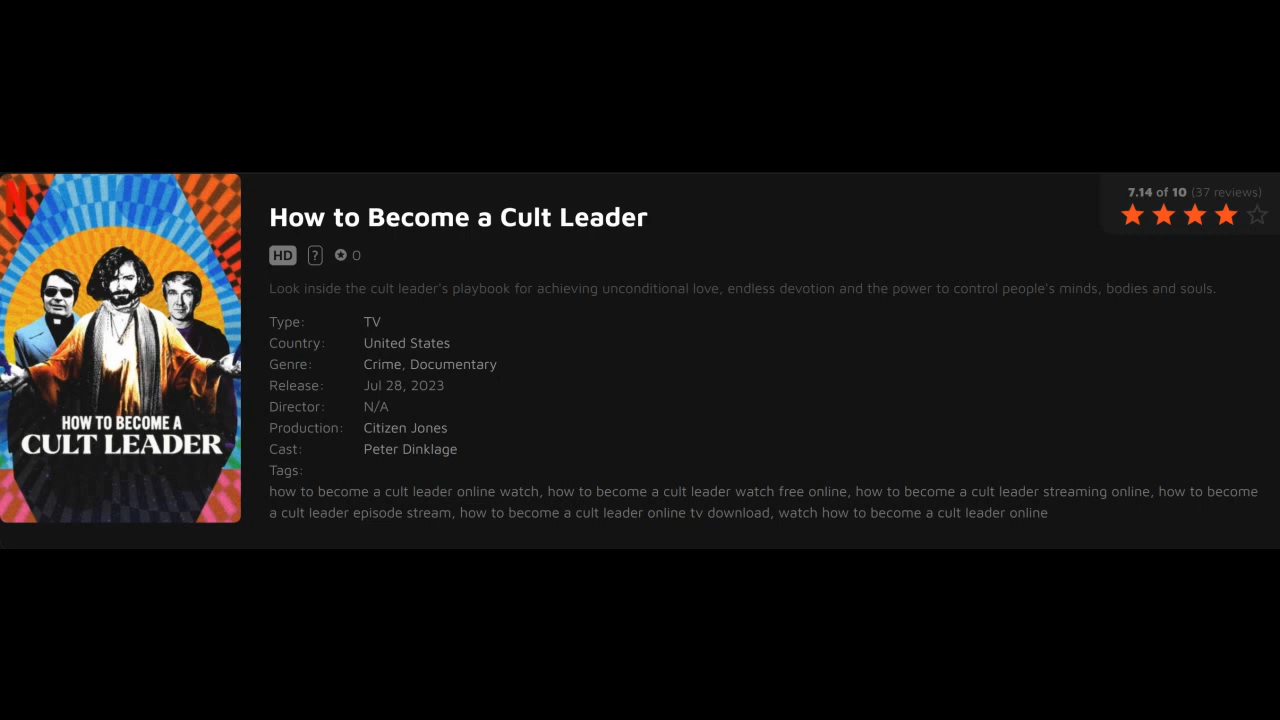 N
HOW TO BECOME A
CULT LEADER
How to Become a Cult Leader
7.14 of 10 (37 reviews)
HD ? 0
Look inside the cult leader's playbook for achieving unconditional love, endless devotion and the power to control people's minds, bodies and souls.
Type: TV
Country: United States
Genre: Crime, Documentary
Release: Jul 28, 2023
Director: N/A
Production: Citizen Jones
Cast: Peter Dinklage
Tags:
how to become a cult leader online watch, how to become a cult leader watch free online, how to become a cult leader streaming online, how to become
a cult leader episode stream, how to become a cult leader online tv download, watch how to become a cult leader online